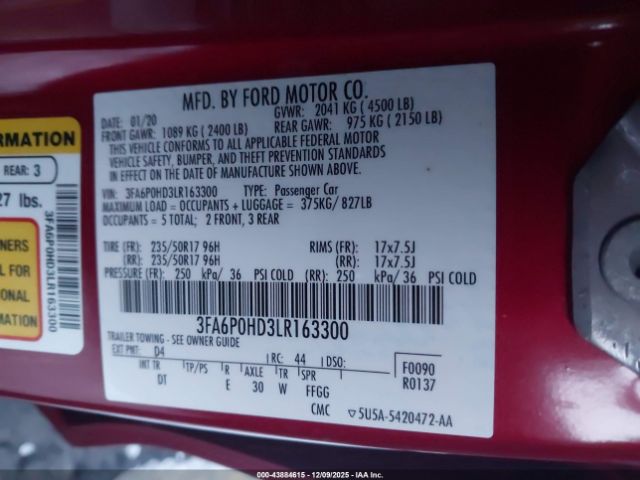 MFD. BY FORD MOTOR CO.
DATE: 01/20 GVWR: 2041 KG ( 4500 LB)
FRONT GAWR: 1089 KG ( 2400 LB) REAR GAWR: 975 KG ( 2150 LB)
THIS VEHICLE CONFORMS TO ALL APPLICABLE FEDERAL MOTOR
VEHICLE SAFETY, BUMPER, AND THEFT PREVENTION STANDARDS
IN EFFECT ON THE DATE OF MANUFACTURE SHOWN ABOVE.
VIN: 3FA6P0HD3LR163300 TYPE: Passenger Car
MAXIMUM LOAD = OCCUPANTS + LUGGAGE = 375KG/ 827LB
OCCUPANTS = 5 TOTAL; 2 FRONT, 3 REAR
TIRE (FR): 235/50R17 96H RIMS (FR): 17x7.5J
(RR): 235/50R17 96H (RR): 17x7.5J
PRESSURE (FR): 250 kPa/ 36 PSI COLD (RR): 250 kPa/ 36 PSI COLD
3FA6P0HD3LR163300
TRAILER TOWING - SEE OWNER GUIDE
EXT PNT: D4 RC: 44 DSO: F0090
INT TR TP/PS R AXLE TR SPR R0137
DT E 30 W FFGG
CMC 5U5A-5420472-AA
ORMATION
REAR: 3
27 lbs.
NERS
L FOR
ONAL
MATION
3FA6P0HD3LR163300
000-43884615 - 12/09/2025 - IAAI.COM